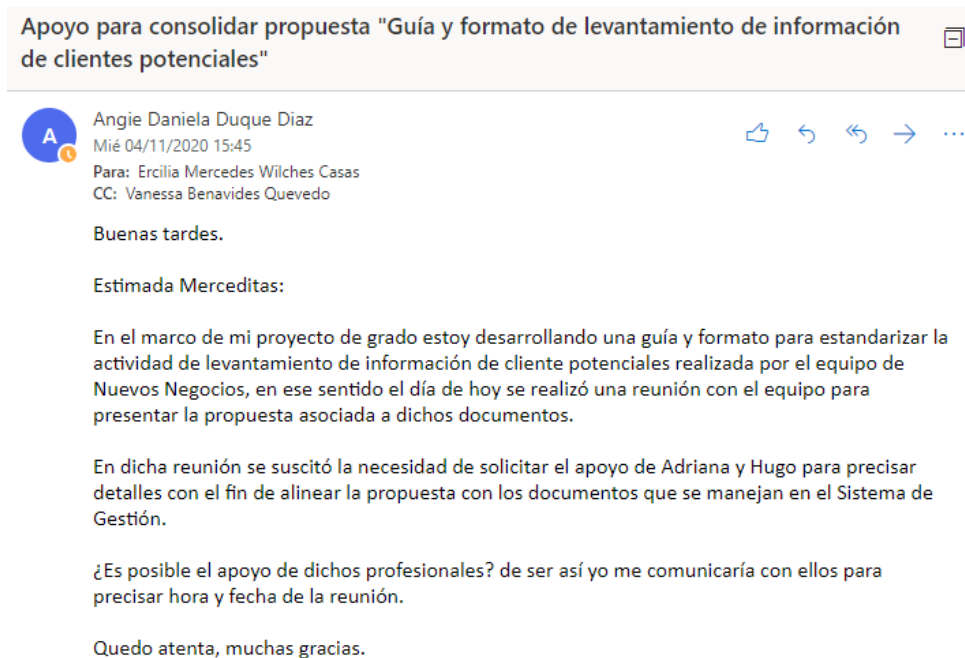 Apoyo para consolidar propuesta "Guía y formato de levantamiento de información
de clientes potenciales"
A
Angie Daniela Duque Diaz
Mié 04/11/2020 15:45
Para: Ercilia Mercedes Wilches Casas
CC: Vanessa Benavides Quevedo
Buenas tardes.
Estimada Merceditas:
En el marco de mi proyecto de grado estoy desarrollando una guía y formato para estandarizar la
actividad de levantamiento de información de cliente potenciales realizada por el equipo de
Nuevos Negocios, en ese sentido el día de hoy se realizó una reunión con el equipo para
presentar la propuesta asociada a dichos documentos.
En dicha reunión se suscitó la necesidad de solicitar el apoyo de Adriana y Hugo para precisar
detalles con el fin de alinear la propuesta con los documentos que se manejan en el Sistema de
Gestión.
¿Es posible el apoyo de dichos profesionales? de ser así yo me comunicaría con ellos para
precisar hora y fecha de la reunión.
Quedo atenta, muchas gracias.